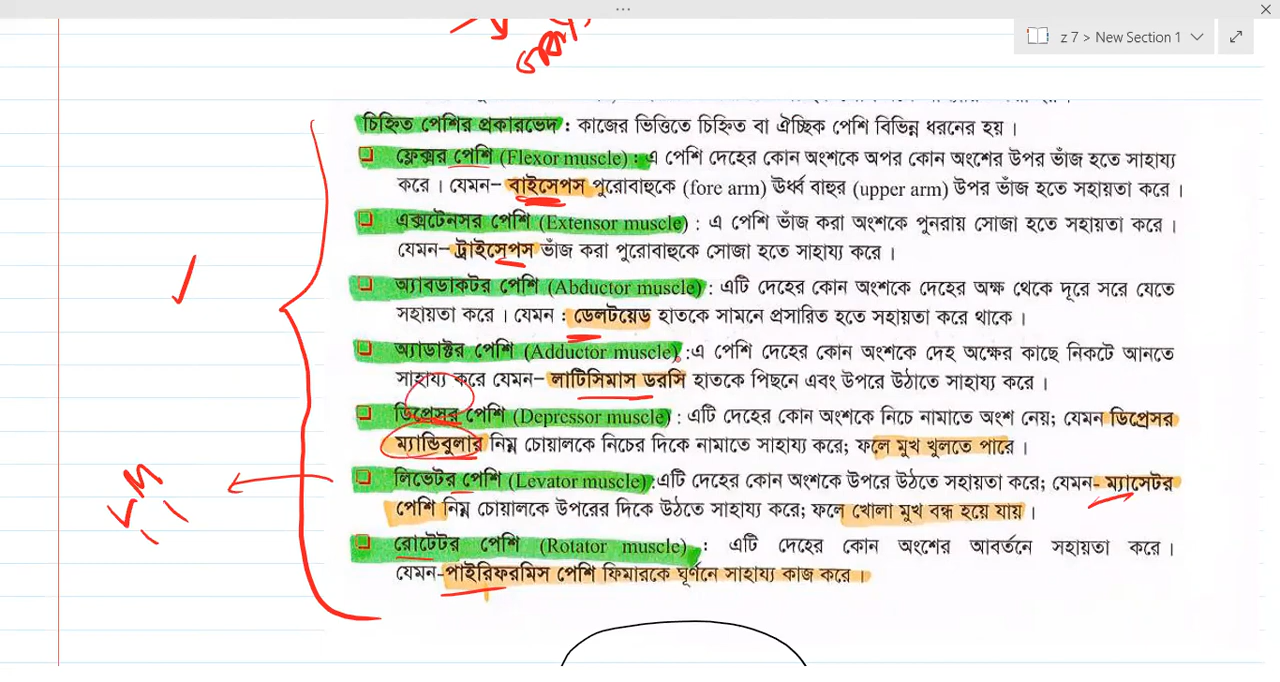 z 7 > New Section 1
চিহ্নিত পেশির প্রকারভেদ : কাজের ভিত্তিতে চিহ্নিত বা ঐচ্ছিক পেশি বিভিন্ন ধরনের হয়।
ফ্লেক্সর পেশি (Flexor muscle) : এ পেশি দেহের কোন অংশকে অপর কোন অংশের উপর ভাঁজ হতে সাহায্য
করে। যেমন– বাইসেপস পুরোবাহুকে (fore arm) ঊর্ধ্ব বাহুর (upper arm) উপর ভাঁজ হতে সহায়তা করে।
এক্সটেনসর পেশি (Extensor muscle) : এ পেশি ভাঁজ করা অংশকে পুনরায় সোজা হতে সহায়তা করে।
যেমন– ট্রাইসেপস ভাঁজ করা পুরোবাহুকে সোজা হতে সাহায্য করে।
অ্যাবডাকটর পেশি (Abductor muscle) : এটি দেহের কোন অংশকে দেহের অক্ষ থেকে দূরে সরে যেতে
সহায়তা করে। যেমন : ডেলটয়েড হাতকে সামনে প্রসারিত হতে সহায়তা করে থাকে।
অ্যাডাক্টর পেশি (Adductor muscle) :এ পেশি দেহের কোন অংশকে দেহ অক্ষের কাছে নিকটে আনতে
সাহায্য করে যেমন– লাটিসিমাস ডরসি হাতকে পিছনে এবং উপরে উঠাতে সাহায্য করে।
ডিপ্রেসর পেশি (Depressor muscle) : এটি দেহের কোন অংশকে নিচে নামাতে অংশ নেয়; যেমন ডিপ্রেসর
ম্যান্ডিবুলার নিম্ন চোয়ালকে নিচের দিকে নামাতে সাহায্য করে; ফলে মুখ খুলতে পারে।
লিভেটর পেশি (Levator muscle) :এটি দেহের কোন অংশকে উপরে উঠতে সহায়তা করে; যেমন- ম্যাসেটর
পেশি নিম্ন চোয়ালকে উপরের দিকে উঠতে সাহায্য করে; ফলে খোলা মুখ বন্ধ হয়ে যায়।
রোটেটর পেশি (Rotator muscle) : এটি দেহের কোন অংশের আবর্তনে সহায়তা করে।
যেমন-পাইরিফরমিস পেশি ফিমারকে ঘূর্ণনে সাহায্য কাজ করে।